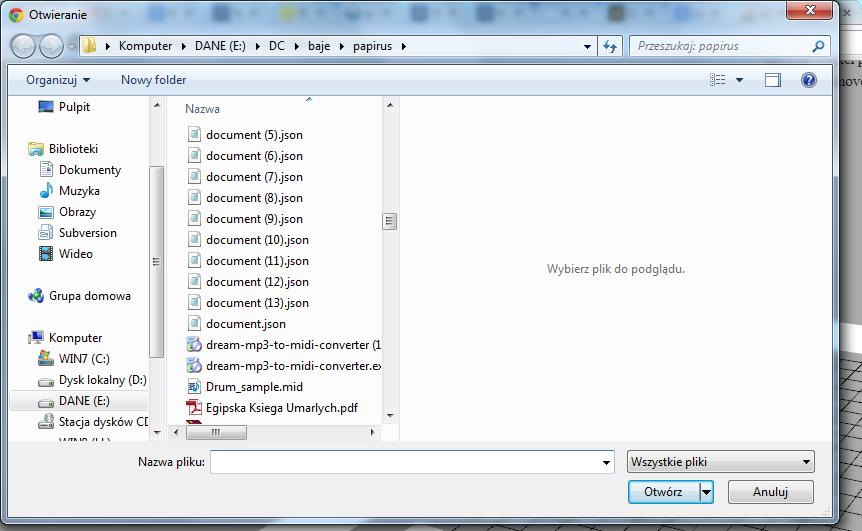 Otwieranie
Komputer DANE (E:) DC baje papirus
Przeszukaj: papirus
Organizuj
Nowy folder
Pulpit
Biblioteki
Dokumenty
Muzyka
Obrazy
Subversion
Wideo
Grupa domowa
Komputer
WIN7 (C:)
Dysk lokalny (D:)
DANE (E:)
Stacja dysków CD
Nazwa
document (5).json
document (6).json
document (7).json
document (8).json
document (9).json
document (10).json
document (11).json
document (12).json
document (13).json
document.json
dream-mp3-to-midi-converter (1
dream-mp3-to-midi-converter.ex
Drum_sample.mid
Egipska Ksiega Umarlych.pdf
Wybierz plik do podglądu.
Nazwa pliku:
Wszystkie pliki
Otwórz
Anuluj